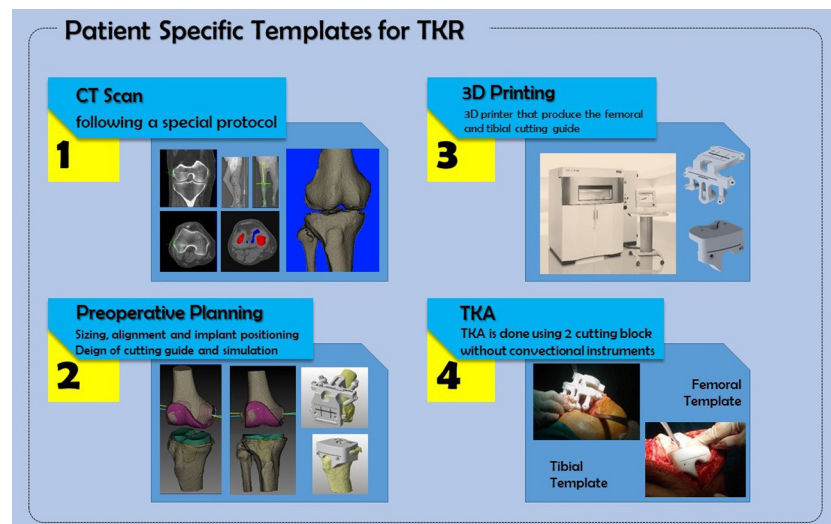 Patient Specific Templates for TKR
CT Scan
following a special protocol
1
Preoperative Planning
Sizing, alignment and implant positioning
Deign of cutting guide and simulation
2
3D Printing
3D printer that produce the femoral
and tibial cutting guide
3
TKA
TKA is done using 2 cutting block
without convectional instruments
4
Femoral
Template
Tibial
Template